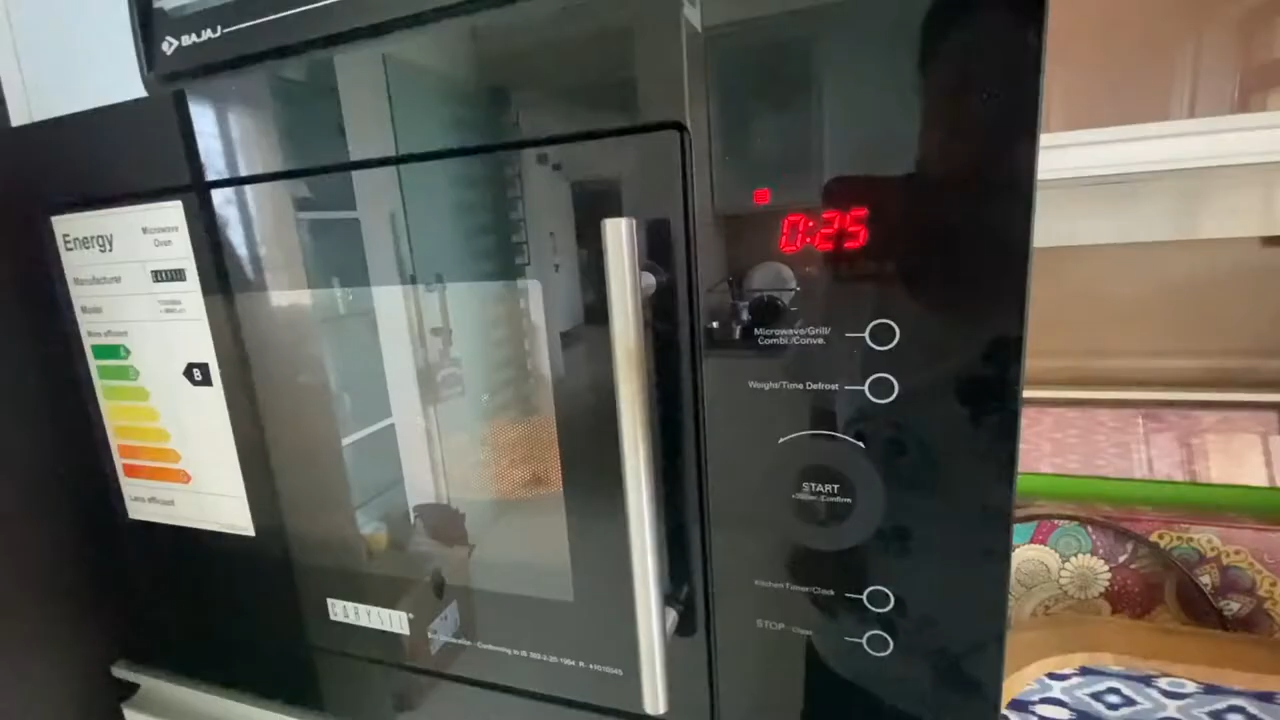 BAJAJ
Energy
Microwave
Oven
Manufacturer
CARYSIL
Model
More efficient
B
Less efficient
0:25
Microwave/Grill/
Combi./Conve.
Weight/Time Defrost
START
Kitchen Timer/Clock
STOP
CARYSIL